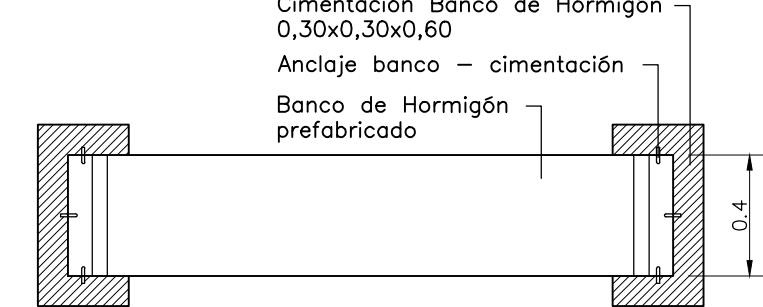 Cimentación Banco de Hormigón
0,30x0,30x0,60
Anclaje banco – cimentación
Banco de Hormigón
prefabricado
0.4